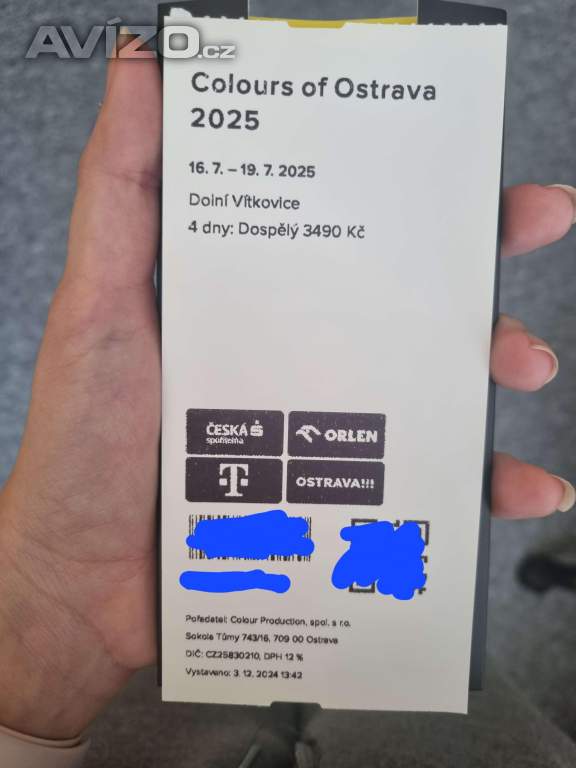 AVÍZO.cz
Colours of Ostrava
2025
16. 7. – 19. 7. 2025
Dolní Vítkovice
4 dny: Dospělý 3490 Kč
ČESKÁ
spořitelna
ORLEN
T
OSTRAVA!!!
Pořadatel: Colour Production, spol. s r.o.
Sokola Tůmy 743/16, 709 00 Ostrava
DIČ: CZ25830210, DPH 12 %
Vystaveno: 3. 12. 2024 13:42